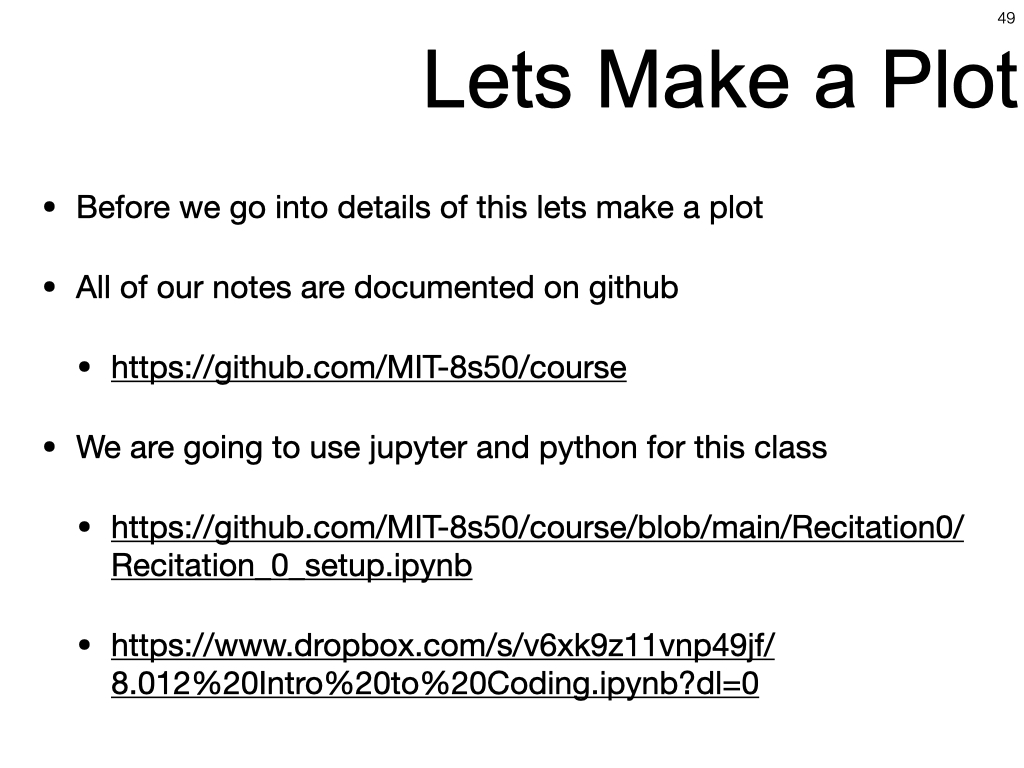 49
Lets Make a Plot
• Before we go into details of this lets make a plot
• All of our notes are documented on github
• https://github.com/MIT-8s50/course
• We are going to use jupyter and python for this class
• https://github.com/MIT-8s50/course/blob/main/Recitation0/
Recitation_0_setup.ipynb
• https://www.dropbox.com/s/v6xk9z11vnp49jf/
8.012%20Intro%20to%20Coding.ipynb?dl=0